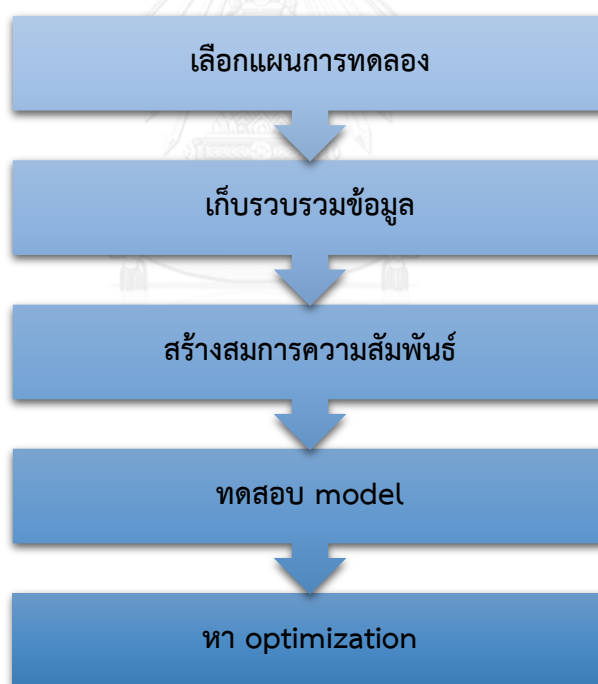 เลือกแผนการทดลอง
เก็บรวบรวมข้อมูล
สร้างสมการความสัมพันธ์
ทดสอบ model
หา optimization